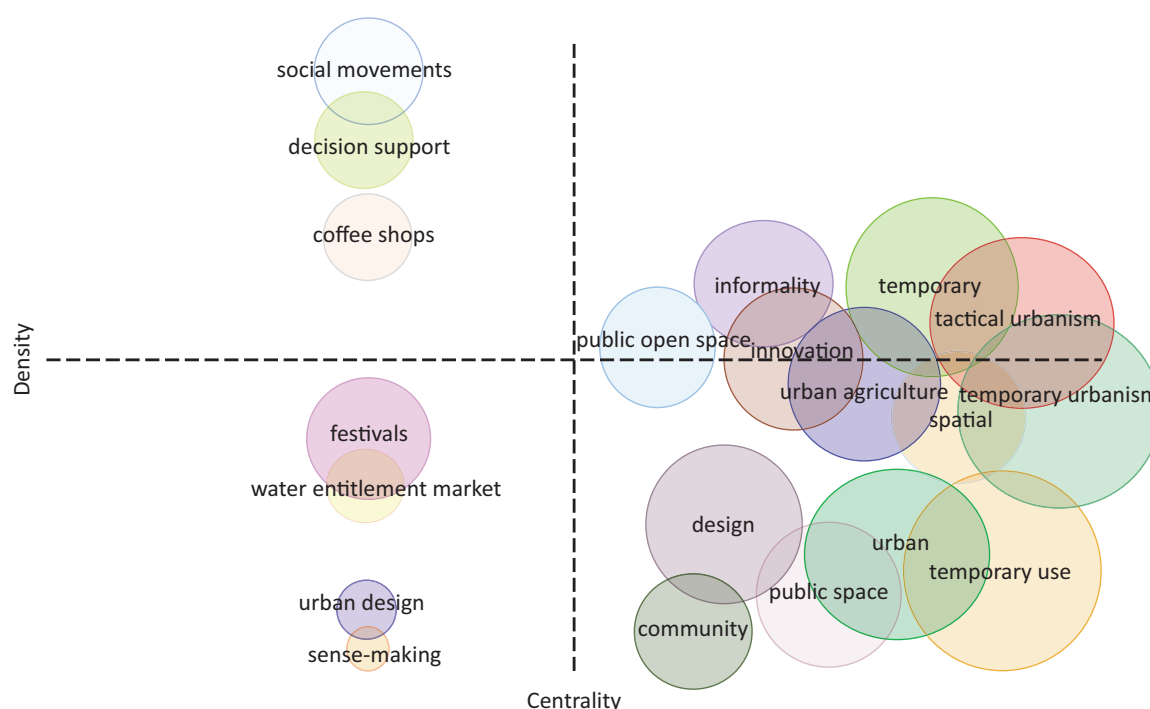 social movements
decision support
coffee shops
informality
temporary
tactical urbanism
public open space
innovation
Density
urban agriculture
temporary urbanism
spatial
festivals
water entitlement market
design
urban
temporary use
public space
urban design
community
sense-making
Centrality